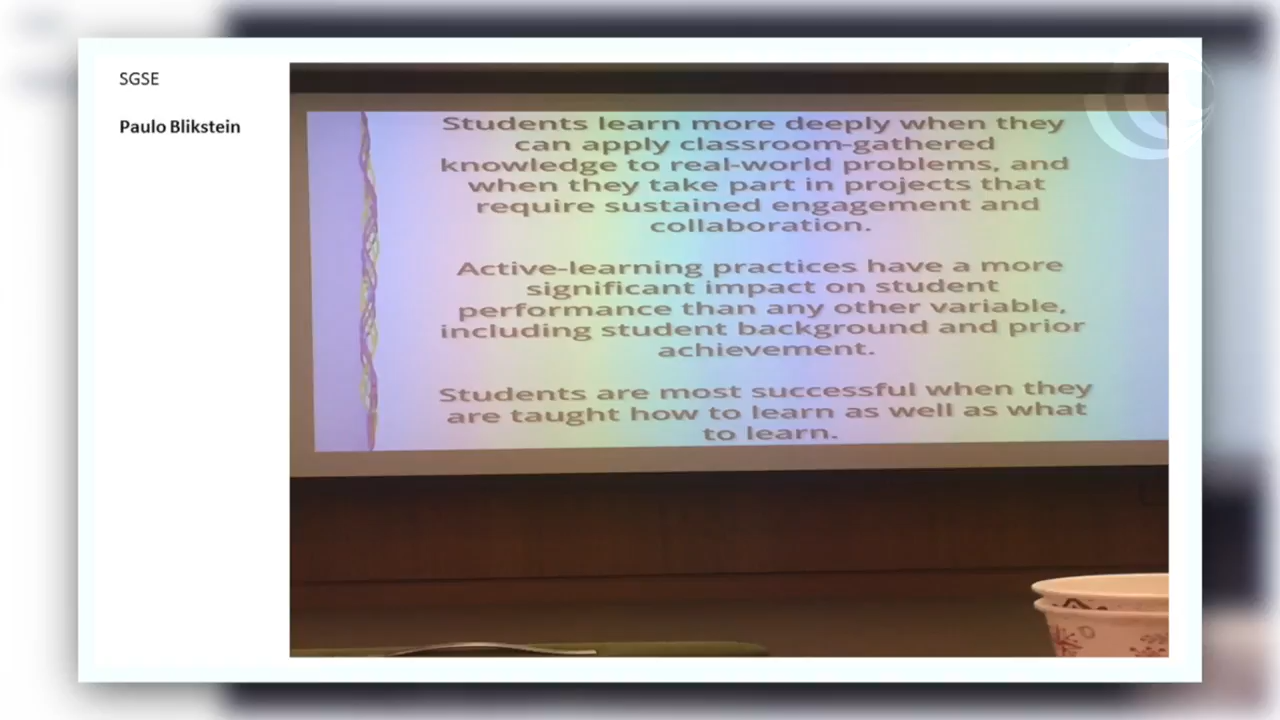 SGSE
Paulo Blikstein
Students learn more deeply when they
can apply classroom-gathered
knowledge to real-world problems, and
when they take part in projects that
require sustained engagement and
collaboration.
Active-learning practices have a more
significant impact on student
performance than any other variable,
including student background and prior
achievement.
Students are most successful when they
are taught how to learn as well as what
to learn.